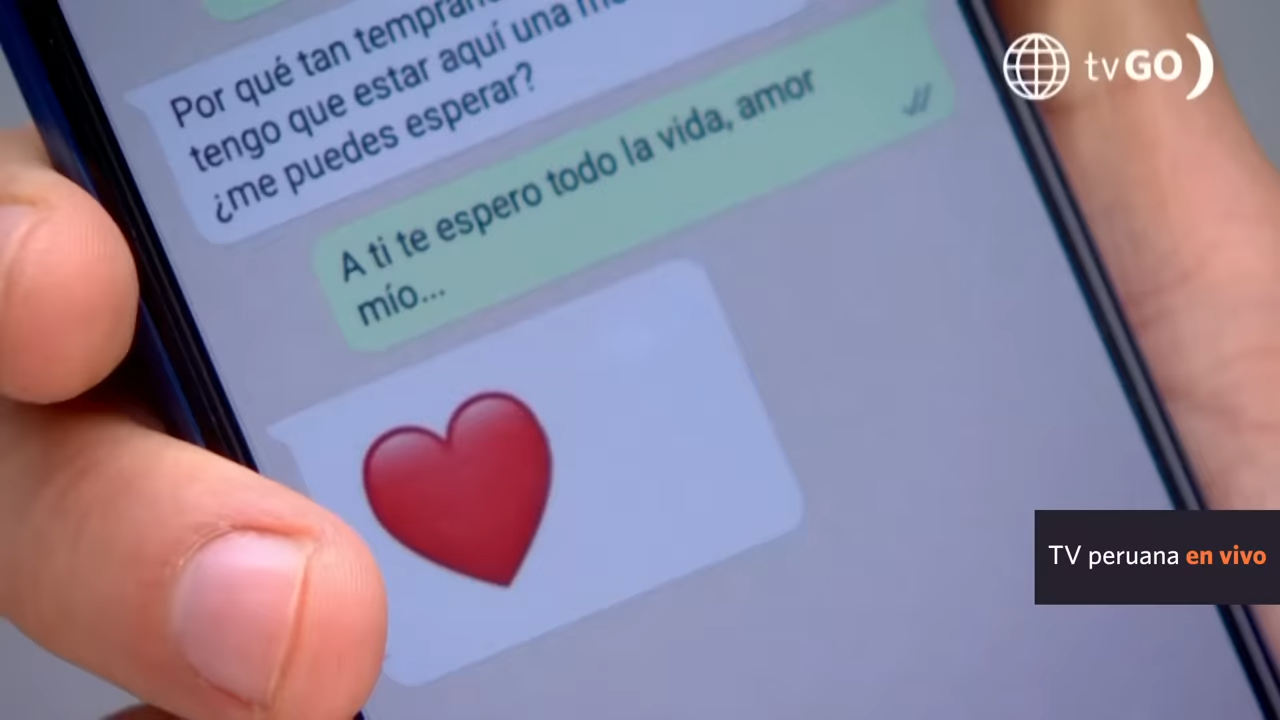 Por qué tan
tengo que estar aquí una
¿me puedes esperar?
A ti te espero todo la vida, amor
mío...
tvGO
TV peruana en vivo